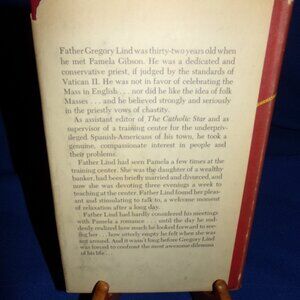 Father Gregory Lind was thirty-two years old when
he met Pamela Gibson. He was a dedicated and
conservative priest, if judged by the standards of
Vatican II. He was not in favor of celebrating the
Mass in English . . . nor did he like the idea of folk
Masses . . . and he believed strongly and seriously
in the priestly vows of chastity.
As assistant editor of The Catholic Star and as
supervisor of a training center for the underprivi-
leged Spanish-Americans of his town, he took a
genuine, compassionate interest in people and
their problems.
Father Lind had seen Pamela a few times at the
training center. She was the daughter of a wealthy
banker, had been briefly married and divorced, and
now she was devoting three evenings a week to
teaching at the center. Father Lind found her pleas-
ant and stimulating to talk to, a welcome moment
of relaxation after a long day.
Father Lind had hardly considered his meetings
with Pamela a romance . . . until the day he sud-
denly realized how much he looked forward to see-
ing her . . . how utterly empty he felt when she was
not around. And it wasn't long before Gregory Lind
was forced to confront the most awesome dilemma
of his life.